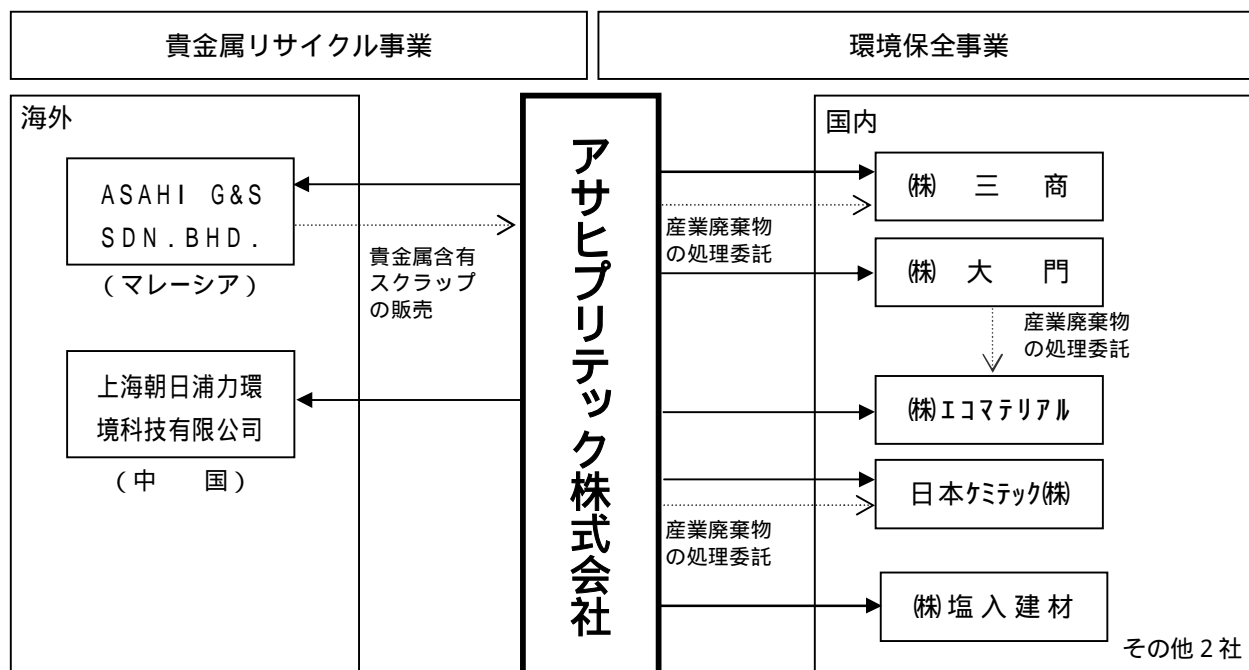 貴金属リサイクル事業
環境保全事業
海外
ASAHI G&S
SDN.BHD.
(マレーシア)
貴金属含有
スクラップ
の販売
上海朝日浦力環
境科技有限公司
(中　国)
アサヒプリテック株式会社
国内
㈱ 三 商
産業廃棄物
の処理委託
㈱ 大 門
産業廃棄物
の処理委託
㈱ｴｺﾏﾃﾘｱﾙ
日本ｹﾐﾃｯｸ㈱
産業廃棄物
の処理委託
㈱塩入建材
その他2社